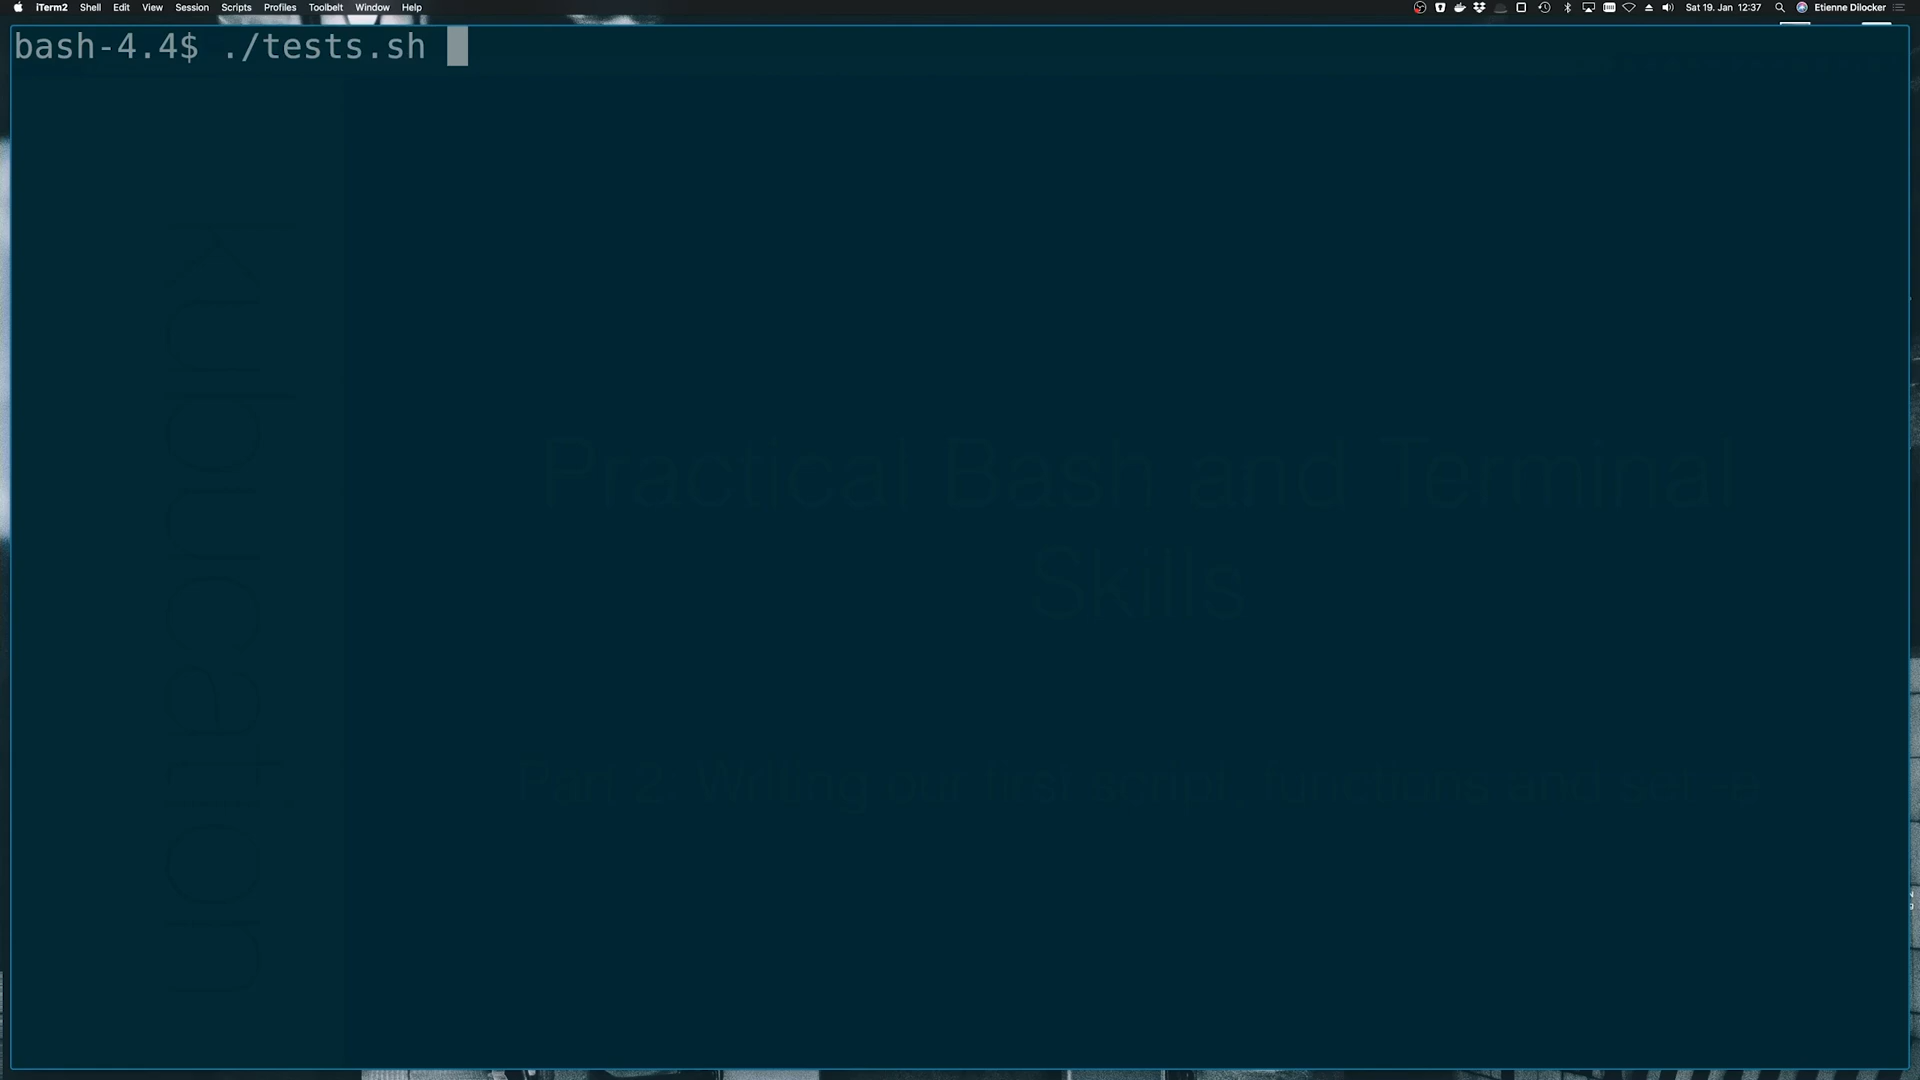 iTerm2 Shell Edit View Session Scripts Profiles Toolbelt Window Help Sat 19. Jan 12:37 Etienne Dilocker
bash-4.4$ ./tests.sh
Kubucation
Practical Bash and Terminal
Skills
Part 2: Writing our first script, functions and set -e